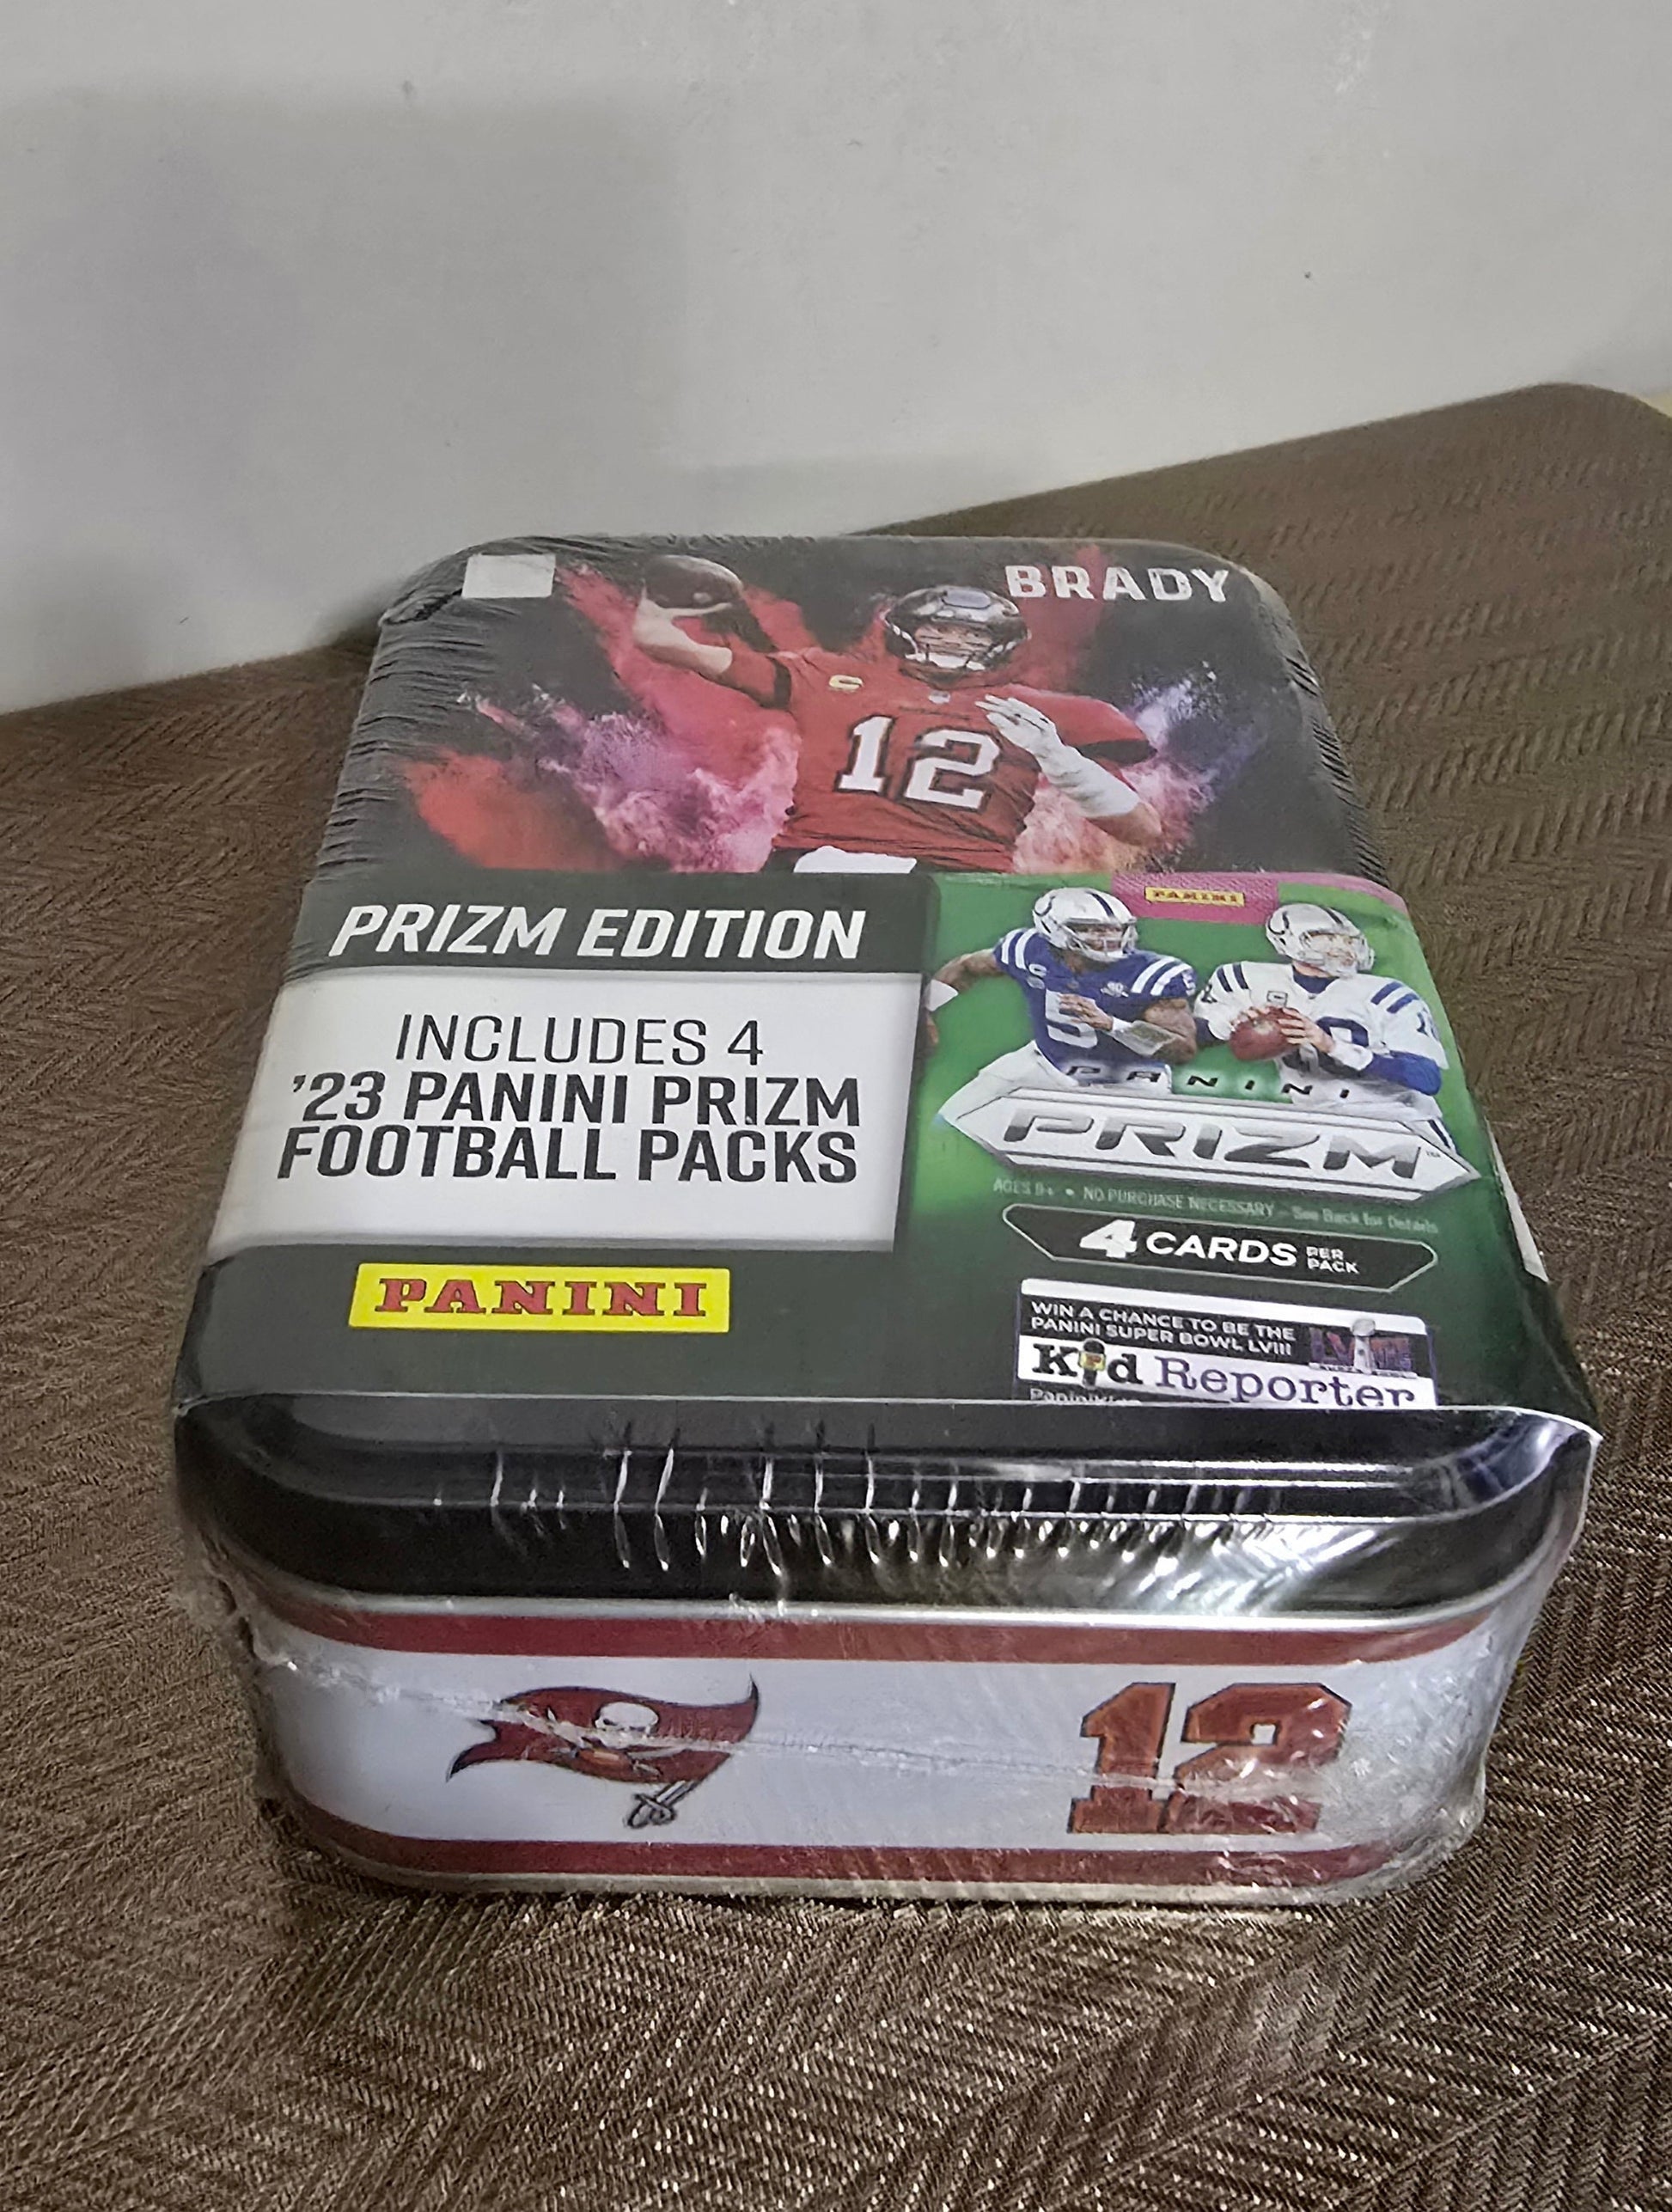 BRADY
12
PRIZM EDITION
INCLUDES 4
'23 PANINI PRIZM
FOOTBALL PACKS
PANINI
PANINI
5
PANINI
PRIZM
AGES 9+ • NO PURCHASE NECESSARY – See Back for Details
4 CARDS PER
PACK
WIN A CHANCE TO BE THE
PANINI SUPER BOWL LVIII
Kid Reporter
12